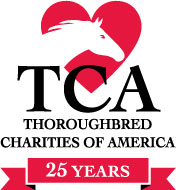 TCA
THOROUGHBRED
CHARITIES OF AMERICA
25 YEARS